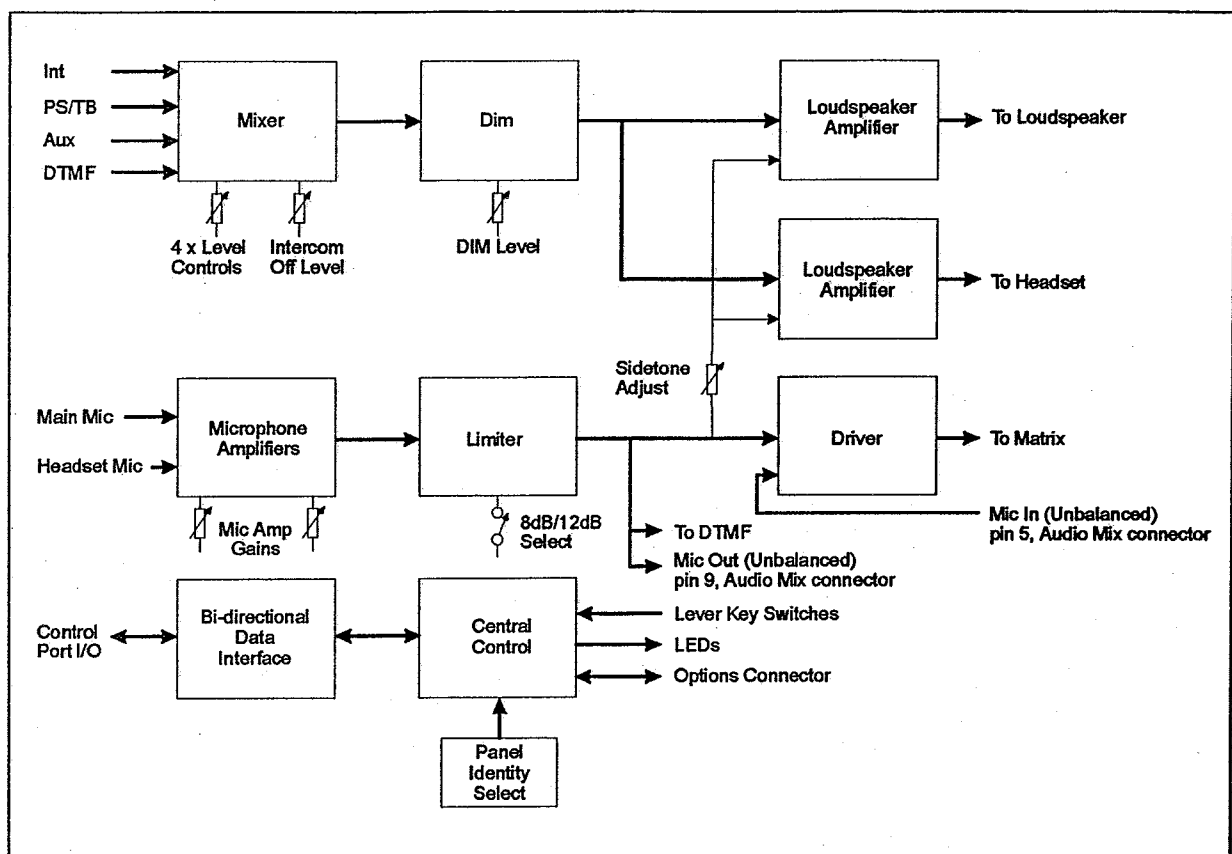 Int
PS/TB
Aux
DTMF
Mixer
Dim
Loudspeaker
Amplifier
To Loudspeaker
4 x Level
Controls
Intercom
Off Level
DIM Level
Loudspeaker
Amplifier
To Headset
Sidetone
Adjust
Main Mic
Headset Mic
Microphone
Amplifiers
Limiter
Driver
To Matrix
Mic Amp
Gains
8dB/12dB
Select
To DTMF
Mic Out (Unbalanced)
pin 9, Audio Mix connector
Mic In (Unbalanced)
pin 5, Audio Mix connector
Control
Port I/O
Bi-directional
Data
Interface
Central
Control
Lever Key Switches
LEDs
Options Connector
Panel
Identity
Select